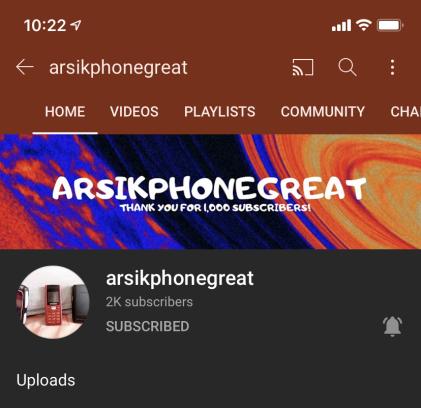 10:22
arsikphonegreat
HOME VIDEOS PLAYLISTS COMMUNITY CHA
ARSIKPHONEGREAT
THANK YOU FOR 1,000 SUBSCRIBERS!
arsikphonegreat
2K subscribers
SUBSCRIBED
Uploads